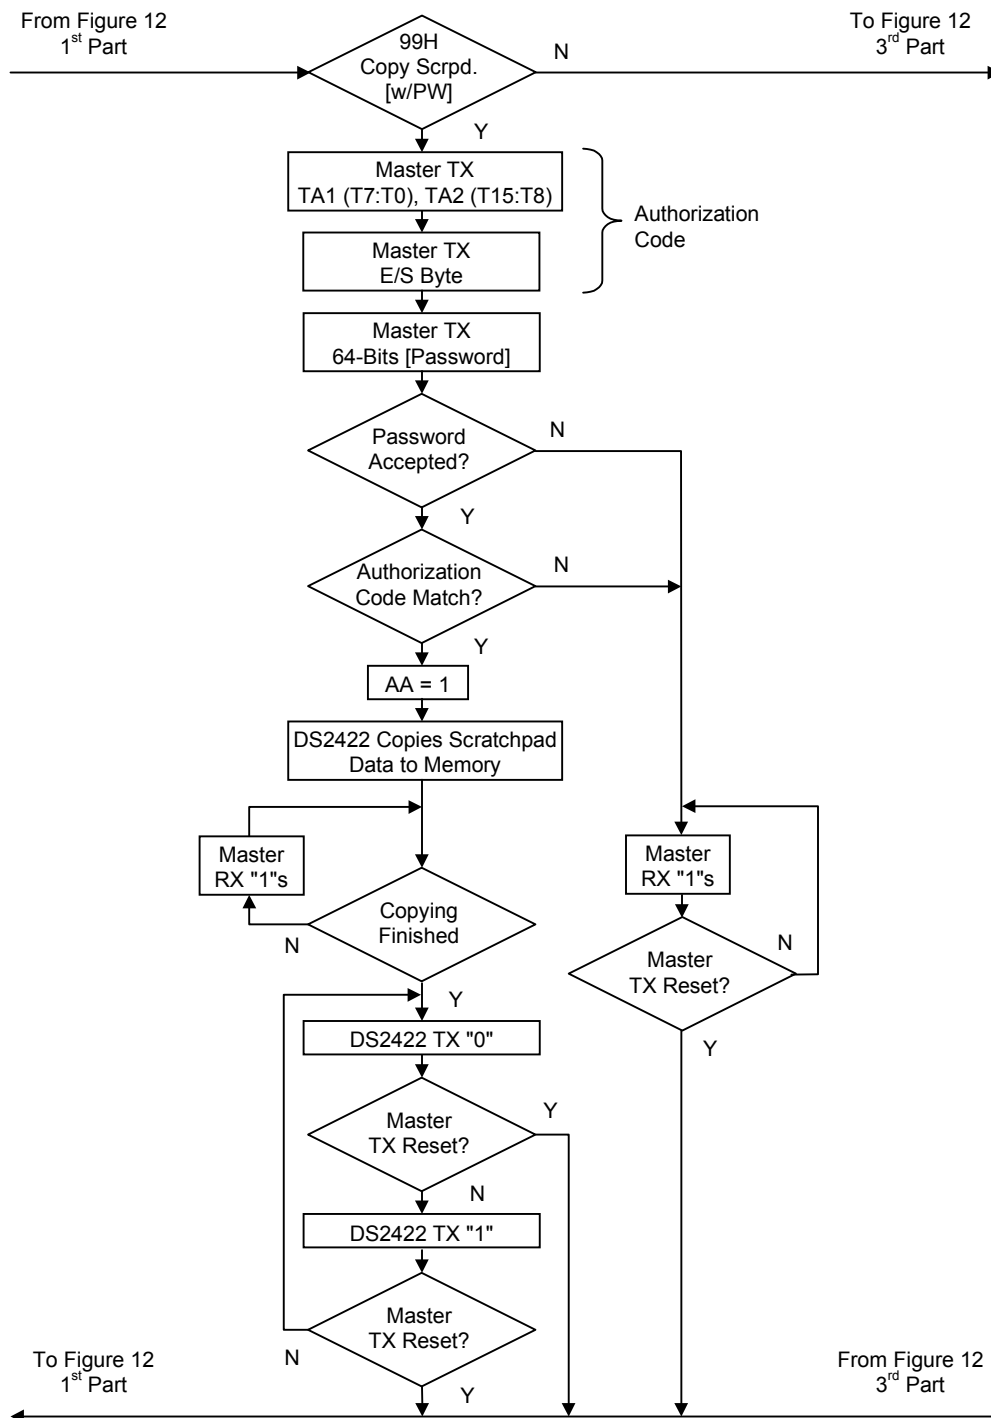 From Figure 12
1st Part
To Figure 12
3rd Part
99H
Copy Scrpd.
[w/PW]
N
Y
Master TX
TA1 (T7:T0), TA2 (T15:T8)
Authorization
Code
Master TX
E/S Byte
Master TX
64-Bits [Password]
Password
Accepted?
N
Y
Authorization
Code Match?
N
Y
AA = 1
DS2422 Copies Scratchpad
Data to Memory
Master
RX "1"s
Copying
Finished
N
Y
Master
RX "1"s
Master
TX Reset?
N
Y
DS2422 TX "0"
Master
TX Reset?
Y
N
DS2422 TX "1"
Master
TX Reset?
N
Y
To Figure 12
1st Part
From Figure 12
3rd Part